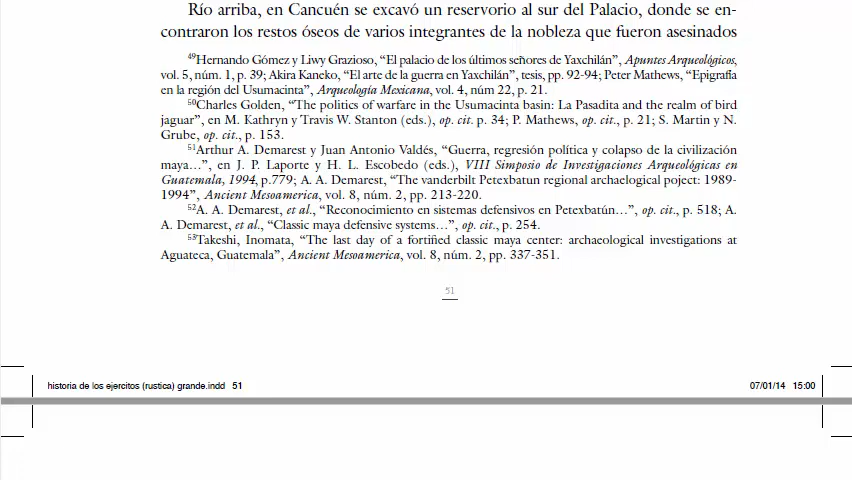 Río arriba, en Cancuén se excavó un reservorio al sur del Palacio, donde se en-
contraron los restos óseos de varios integrantes de la nobleza que fueron asesinados
⁴⁹Hernando Gómez y Liwy Grazioso, “El palacio de los últimos señores de Yaxchilán”, Apuntes Arqueológicos,
vol. 5, núm. 1, p. 39; Akira Kaneko, “El arte de la guerra en Yaxchilán”, tesis, pp. 92-94; Peter Mathews, “Epigrafía
en la región del Usumacinta”, Arqueología Mexicana, vol. 4, núm 22, p. 21.
⁵⁰Charles Golden, “The politics of warfare in the Usumacinta basin: La Pasadita and the realm of bird
jaguar”, en M. Kathryn y Travis W. Stanton (eds.), op. cit. p. 34; P. Mathews, op. cit., p. 21; S. Martin y N.
Grube, op. cit., p. 153.
⁵¹Arthur A. Demarest y Juan Antonio Valdés, “Guerra, regresión política y colapso de la civilización
maya…”, en J. P. Laporte y H. L. Escobedo (eds.), VIII Simposio de Investigaciones Arqueológicas en
Guatemala, 1994, p.779; A. A. Demarest, “The vanderbilt Petexbatun regional archaelogical poject: 1989-
1994”, Ancient Mesoamerica, vol. 8, núm. 2, pp. 213-220.
⁵²A. A. Demarest, et al., “Reconocimiento en sistemas defensivos en Petexbatún…”, op. cit., p. 518; A.
A. Demarest, et al., “Classic maya defensive systems…”, op. cit., p. 254.
⁵³Takeshi, Inomata, “The last day of a fortified classic maya center: archaeological investigations at
Aguateca, Guatemala”, Ancient Mesoamerica, vol. 8, núm. 2, pp. 337-351.
51
historia de los ejercitos (rustica) grande.indd 51
07/01/14 15:00